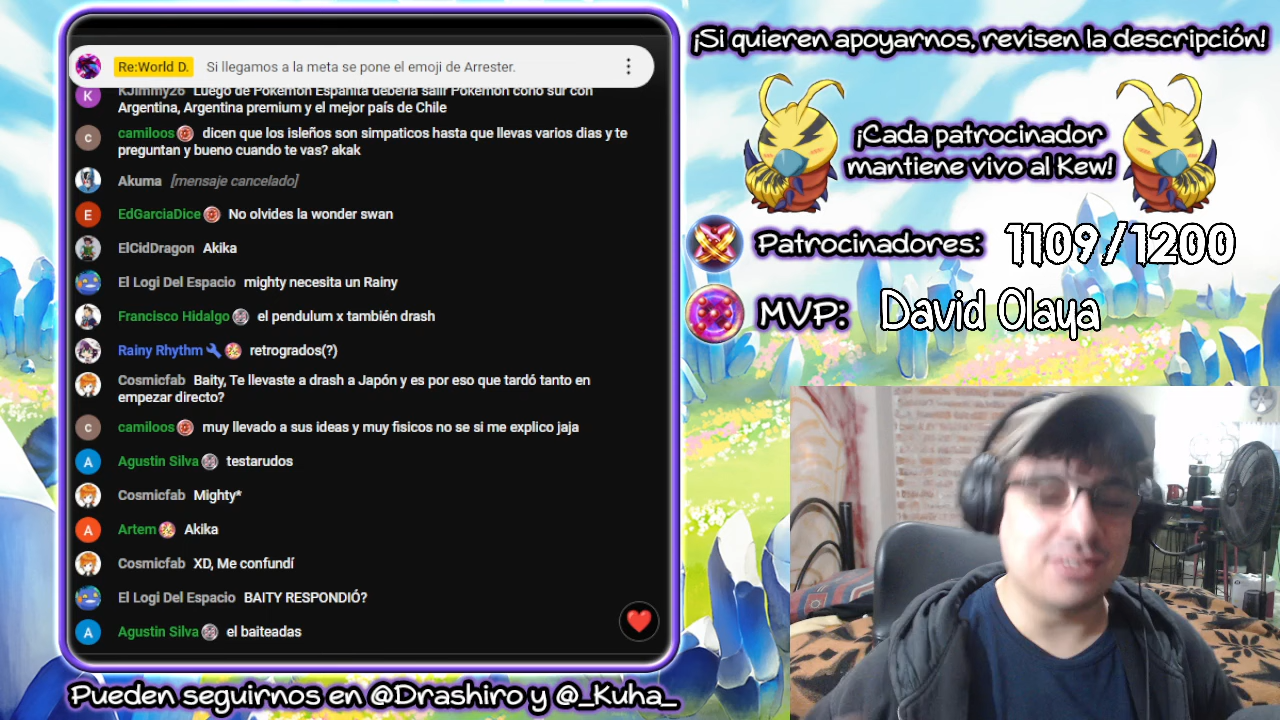 ¡Si quieren apoyarnos, revisen la descripción!
Re:World D. Si llegamos a la meta se pone el emoji de Arrester.
K KJimmy26 Luego de Pokemon Españita debería salir Pokemon cono sur con
Argentina, Argentina premium y el mejor país de Chile
c camiloos dicen que los isleños son simpaticos hasta que llevas varios dias y te
preguntan y bueno cuando te vas? akak
Akuma [mensaje cancelado]
E EdGarciaDice No olvides la wonder swan
ElCidDragon Akika
El Logi Del Espacio mighty necesita un Rainy
Francisco Hidalgo el pendulum x también drash
Rainy Rhythm retrogrados(?)
Cosmicfab Baity, Te llevaste a drash a Japón y es por eso que tardó tanto en
empezar directo?
c camiloos muy llevado a sus ideas y muy fisicos no se si me explico jaja
A Agustin Silva testarudos
Cosmicfab Mighty*
A Artem Akika
Cosmicfab XD, Me confundí
El Logi Del Espacio BAITY RESPONDIÓ?
A Agustin Silva el baiteadas
¡Cada patrocinador
mantiene vivo al Kew!
Patrocinadores: 1109/1200
MVP: David Olaya
Pueden seguirnos en @Drashiro y @_Kuha_